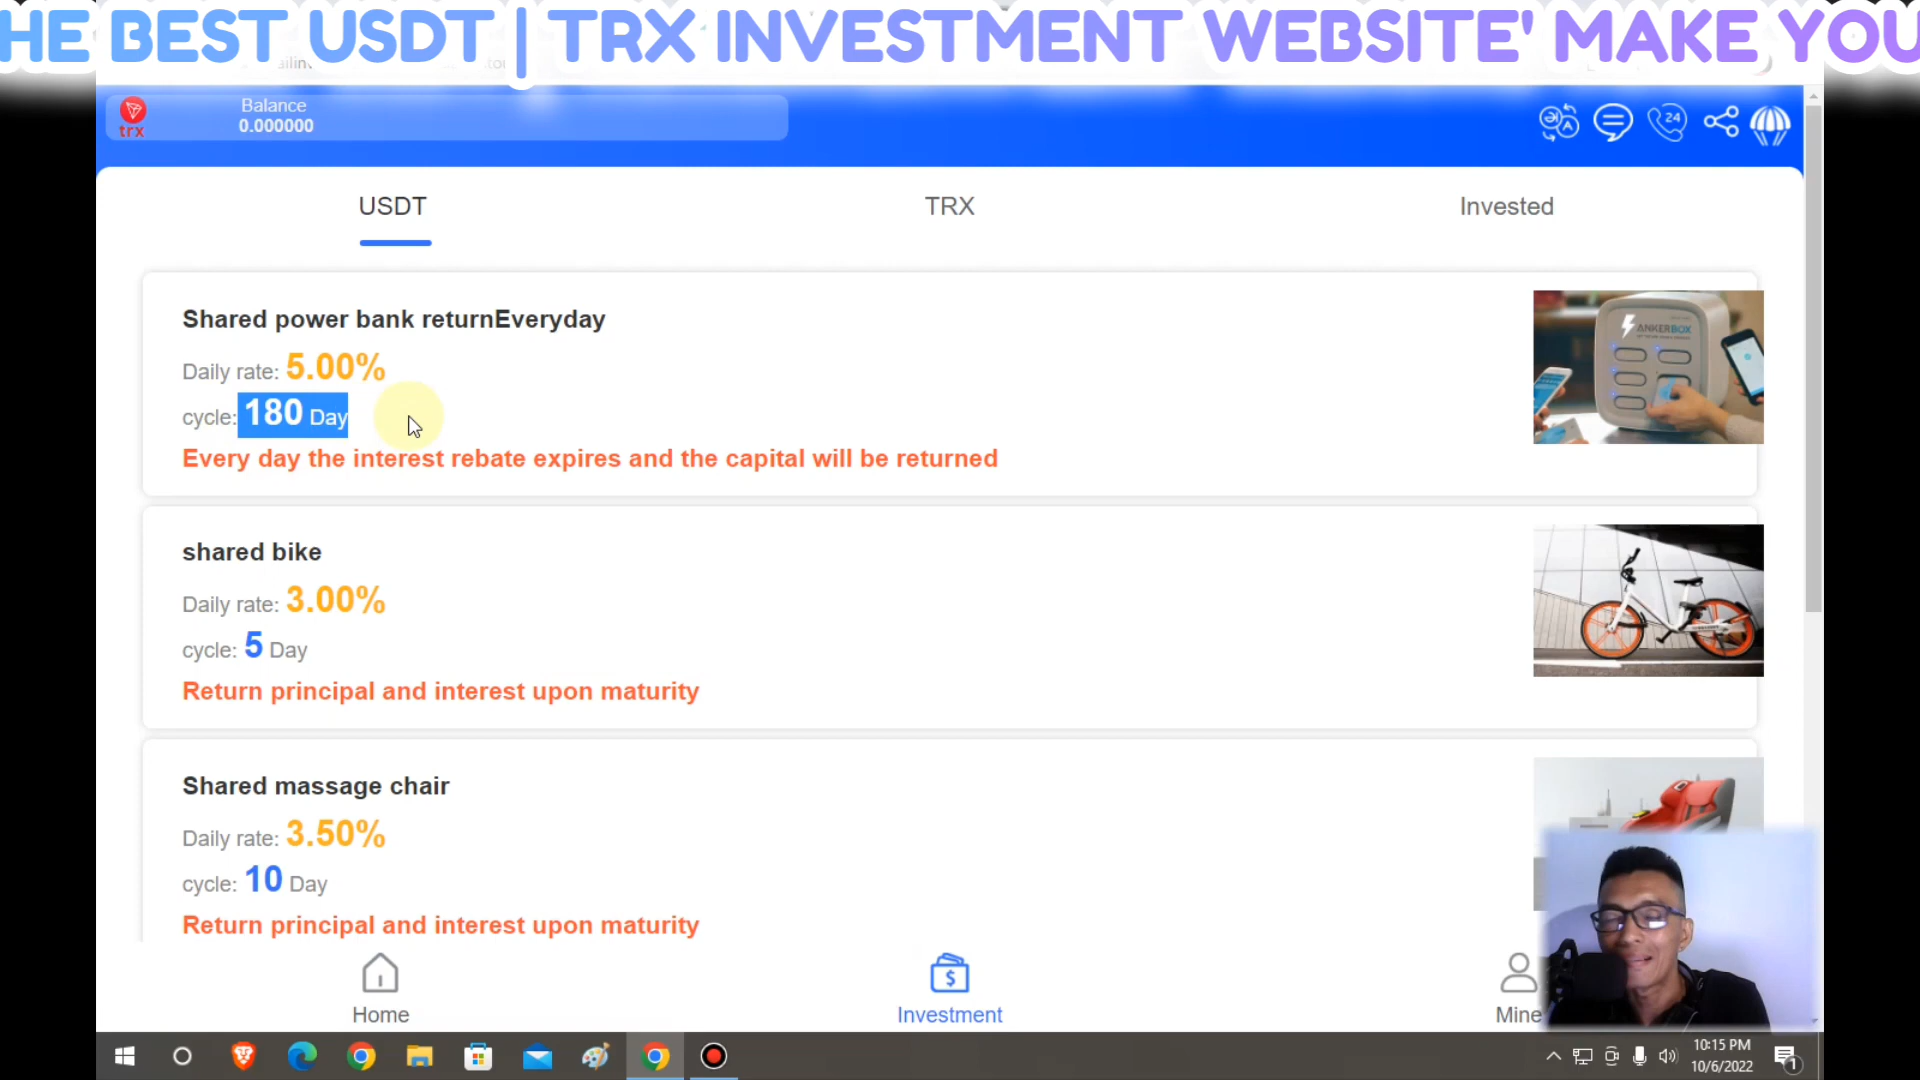 HE BEST USDT | TRX INVESTMENT WEBSITE' MAKE YOU
trx
Balance
0.000000
24
USDT
TRX
Invested
Shared power bank returnEveryday
Daily rate: 5.00%
cycle: 180 Day
Every day the interest rebate expires and the capital will be returned
ANKERBOX
shared bike
Daily rate: 3.00%
cycle: 5 Day
Return principal and interest upon maturity
Shared massage chair
Daily rate: 3.50%
cycle: 10 Day
Return principal and interest upon maturity
Home
Investment
Mine
10:15 PM
10/6/2022
1